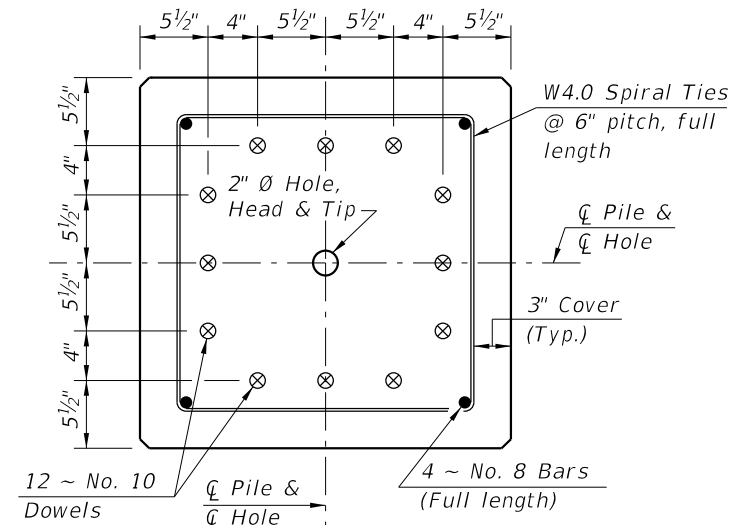 5½" 4" 5½" 5½" 4" 5½"
5½"
4"
5½"
5½"
4"
5½"
W4.0 Spiral Ties
@ 6" pitch, full
length
2" Ø Hole,
Head & Tip
℄ Pile &
℄ Hole
3" Cover
(Typ.)
12 ~ No. 10
Dowels
℄ Pile &
℄ Hole
4 ~ No. 8 Bars
(Full length)